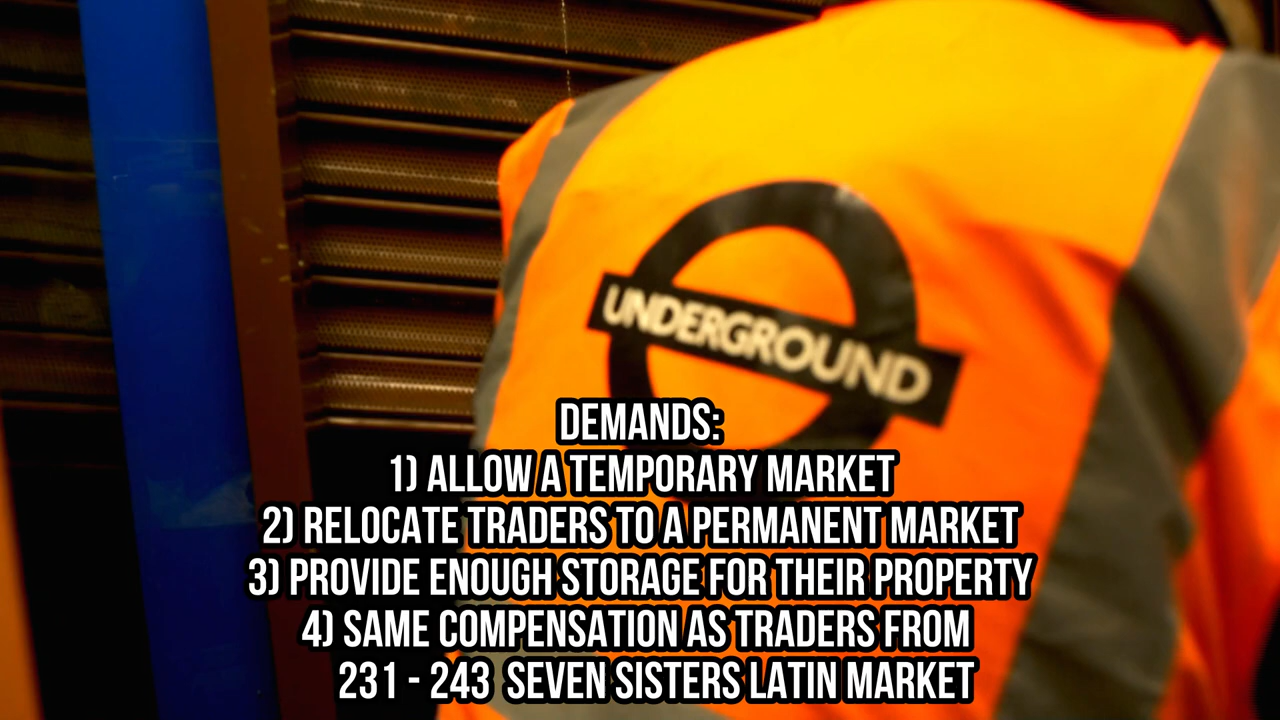 UNDERGROUND
DEMANDS:
1) ALLOW A TEMPORARY MARKET
2) RELOCATE TRADERS TO A PERMANENT MARKET
3) PROVIDE ENOUGH STORAGE FOR THEIR PROPERTY
4) SAME COMPENSATION AS TRADERS FROM
231 - 243 SEVEN SISTERS LATIN MARKET